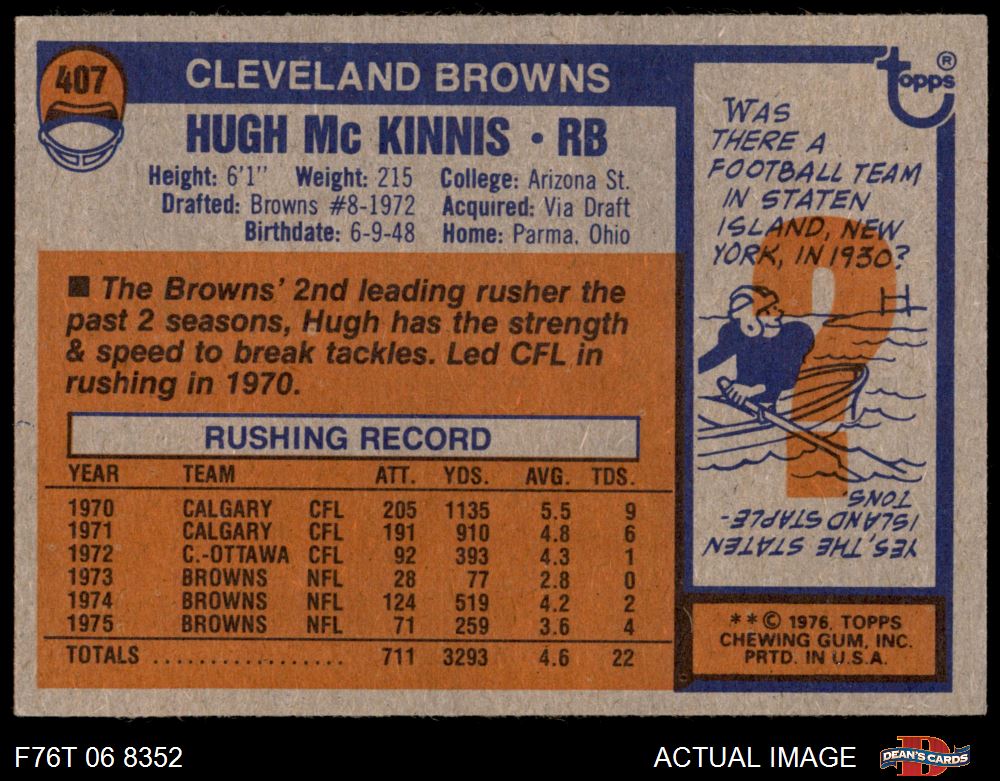 407
CLEVELAND BROWNS
HUGH Mc KINNIS • RB
Height: 6'1" Weight: 215 College: Arizona St.
Drafted: Browns #8-1972 Acquired: Via Draft
Birthdate: 6-9-48 Home: Parma, Ohio
■ The Browns' 2nd leading rusher the
past 2 seasons, Hugh has the strength
& speed to break tackles. Led CFL in
rushing in 1970.
RUSHING RECORD
YEAR TEAM ATT. YDS. AVG. TDS.
1970 CALGARY CFL 205 1135 5.5 9
1971 CALGARY CFL 191 910 4.8 6
1972 C.-OTTAWA CFL 92 393 4.3 1
1973 BROWNS NFL 28 77 2.8 0
1974 BROWNS NFL 124 519 4.2 2
1975 BROWNS NFL 71 259 3.6 4
TOTALS .................. 711 3293 4.6 22
topps ®
WAS
THERE A
FOOTBALL TEAM
IN STATEN
ISLAND, NEW
YORK, IN 1930?
YES, THE STATEN
ISLAND STAPLE-
TONS.
**© 1976, TOPPS
CHEWING GUM, INC.
PRTD. IN U.S.A.
F76T 06 8352
ACTUAL IMAGE
D
DEAN'S CARDS